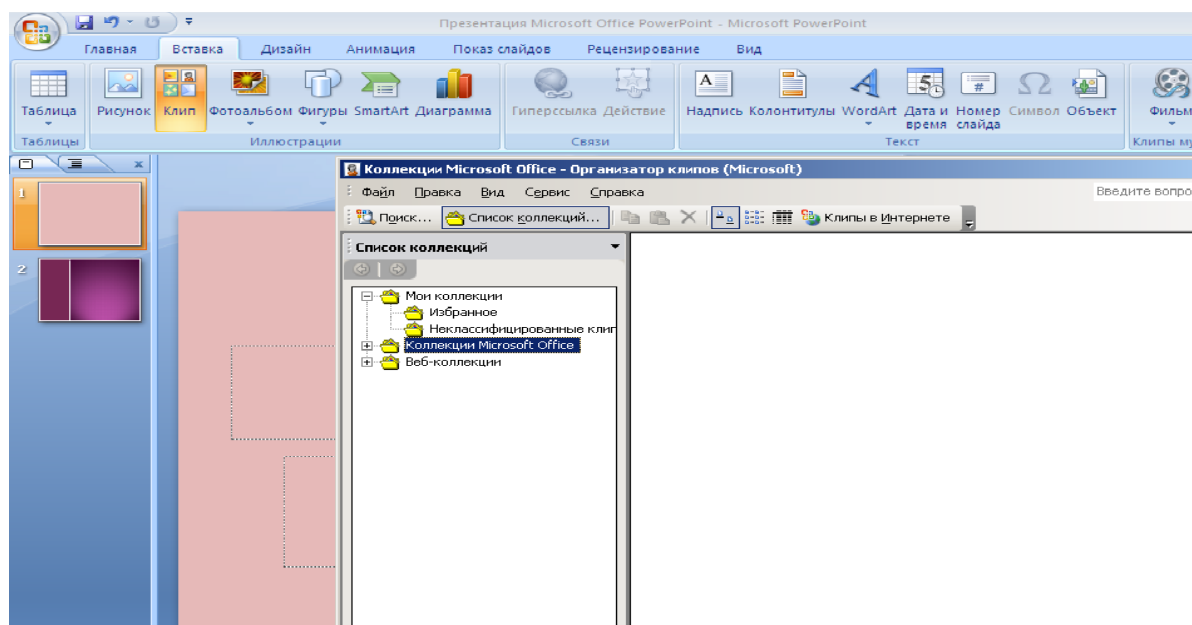 Презентация Microsoft Office PowerPoint - Microsoft PowerPoint
Главная Вставка Дизайн Анимация Показ слайдов Рецензирование Вид
Таблица Рисунок Клип Фотоальбом Фигуры SmartArt Диаграмма Гиперссылка Действие Надпись Колонтитулы WordArt Дата и время Номер слайда Символ Объект Фильм
Таблицы Иллюстрации Связи Текст Клипы му
Коллекции Microsoft Office - Организатор клипов (Microsoft)
Файл Правка Вид Сервис Справка Введите вопро
Поиск... Список коллекций... Клипы в Интернете
Список коллекций
1
Мои коллекции
Избранное
Неклассифицированные клип
Коллекции Microsoft Office
Веб-коллекции
2